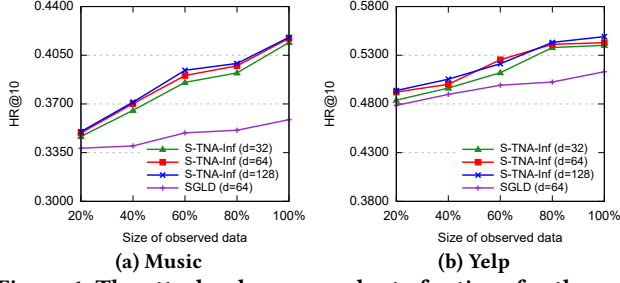 0.4400
0.4050
0.3700
0.3350
0.3000
HR@10
S-TNA-Inf (d=32)
S-TNA-Inf (d=64)
S-TNA-Inf (d=128)
SGLD (d=64)
20% 40% 60% 80% 100%
Size of observed data
(a) Music
0.5800
0.5300
0.4800
0.4300
0.3800
HR@10
S-TNA-Inf (d=32)
S-TNA-Inf (d=64)
S-TNA-Inf (d=128)
SGLD (d=64)
20% 40% 60% 80% 100%
Size of observed data
(b) Yelp